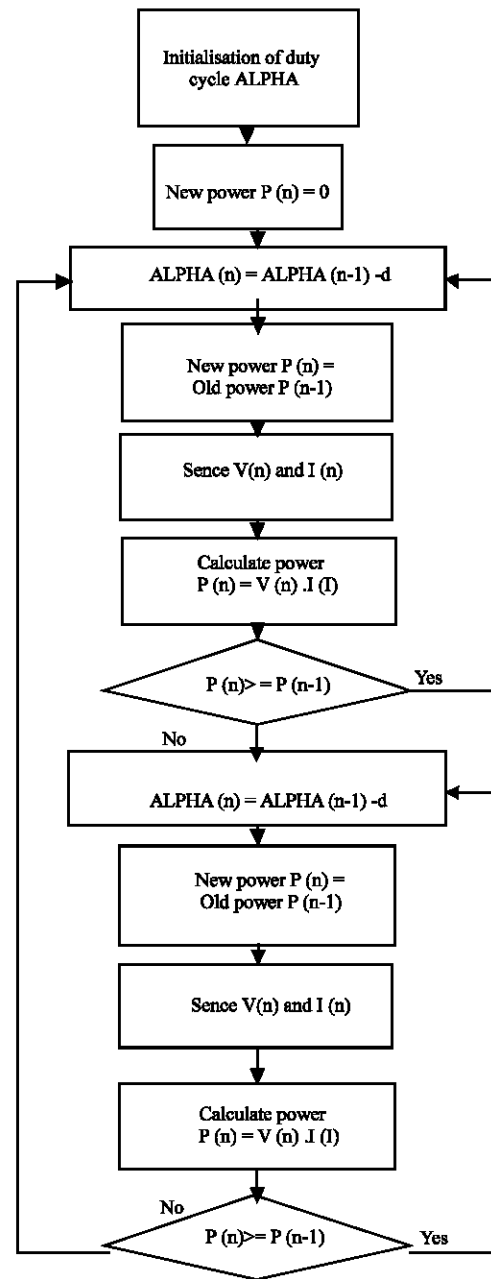 Initialisation of duty
cycle ALPHA
New power P (n) = 0
ALPHA (n) = ALPHA (n-1) -d
New power P (n) =
Old power P (n-1)
Sence V(n) and I (n)
Calculate power
P (n) = V (n) .I (I)
P (n)> = P (n-1)
Yes
No
ALPHA (n) = ALPHA (n-1) -d
New power P (n) =
Old power P (n-1)
Sence V(n) and I (n)
Calculate power
P (n) = V (n) .I (I)
No
P (n)>= P (n-1)
Yes